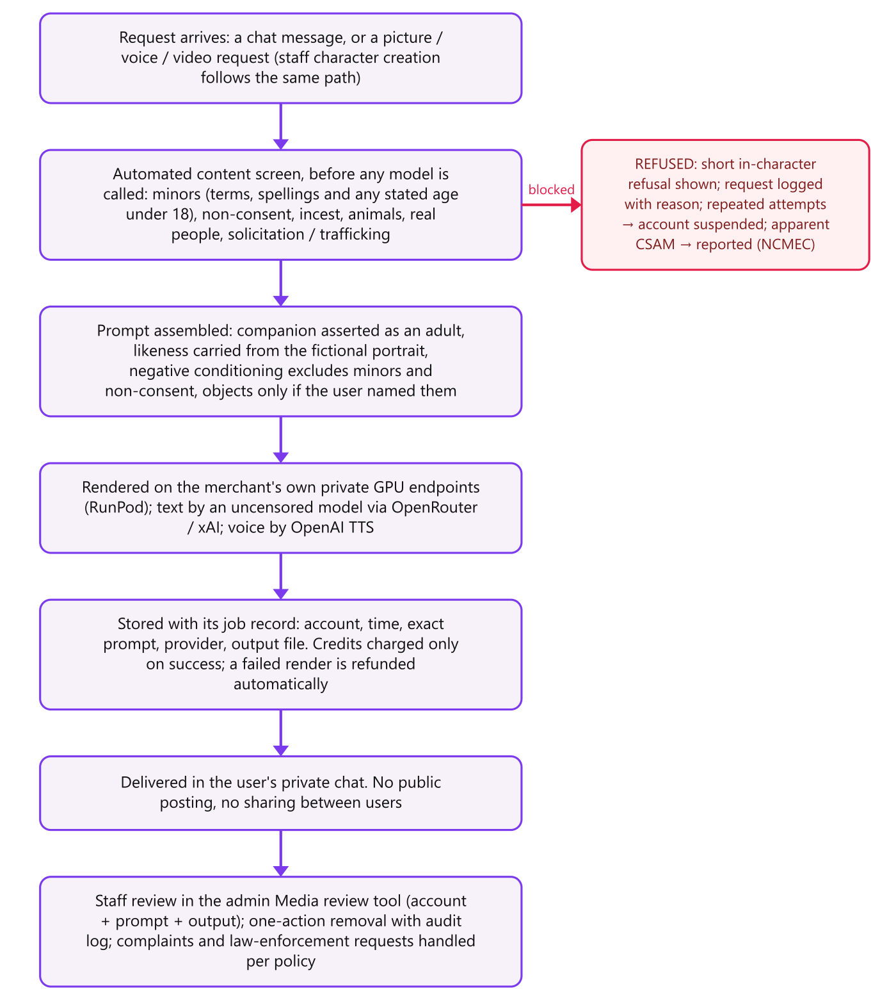 Request arrives: a chat message, or a picture /
voice / video request (staff character creation
follows the same path)
Automated content screen, before any model is
called: minors (terms, spellings and any stated age
under 18), non-consent, incest, animals, real
people, solicitation / trafficking
blocked
REFUSED: short in-character
refusal shown; request logged
with reason; repeated attempts
→ account suspended; apparent
CSAM → reported (NCMEC)
Prompt assembled: companion asserted as an adult,
likeness carried from the fictional portrait,
negative conditioning excludes minors and
non-consent, objects only if the user named them
Rendered on the merchant's own private GPU endpoints
(RunPod); text by an uncensored model via OpenRouter
/ xAI; voice by OpenAI TTS
Stored with its job record: account, time, exact
prompt, provider, output file. Credits charged only
on success; a failed render is refunded
automatically
Delivered in the user's private chat. No public
posting, no sharing between users
Staff review in the admin Media review tool (account
+ prompt + output); one-action removal with audit
log; complaints and law-enforcement requests handled
per policy